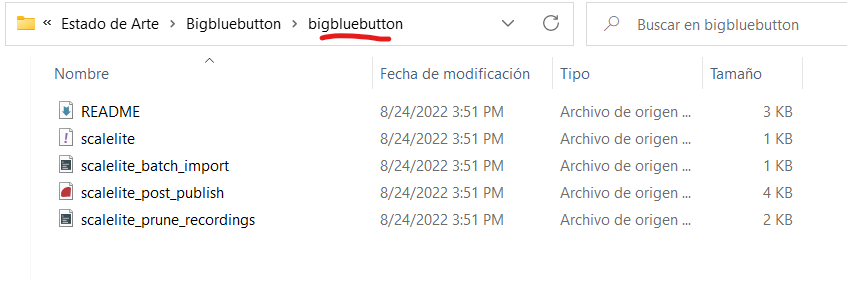 « Estado de Arte > Bigbluebutton > bigbluebutton
Buscar en bigbluebutton
Nombre Fecha de modificación Tipo Tamaño
README 8/24/2022 3:51 PM Archivo de origen ... 3 KB
scalelite 8/24/2022 3:51 PM Archivo de origen ... 1 KB
scalelite_batch_import 8/24/2022 3:51 PM Archivo de origen ... 1 KB
scalelite_post_publish 8/24/2022 3:51 PM Archivo de origen ... 4 KB
scalelite_prune_recordings 8/24/2022 3:51 PM Archivo de origen ... 2 KB